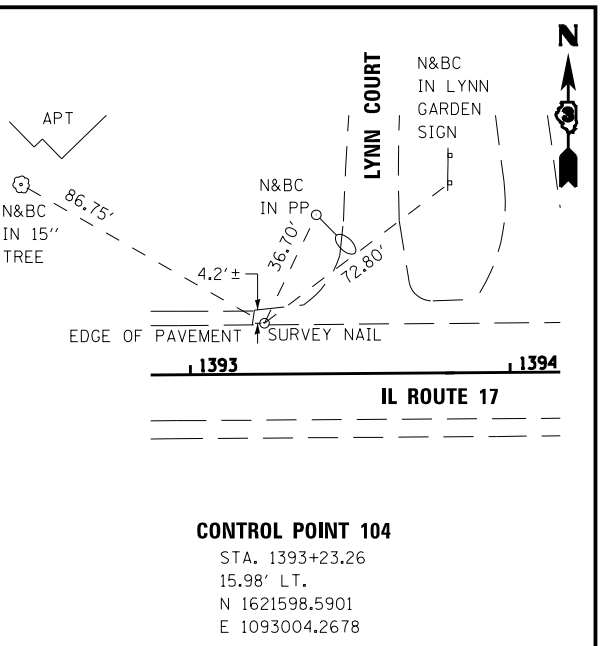 N
LYNN COURT
N&BC
IN LYNN
GARDEN
SIGN
APT
N&BC
IN 15"
TREE
86.75'
N&BC
IN PP
36.70'
72.80'
4.2'±
EDGE OF PAVEMENT
SURVEY NAIL
1393
1394
IL ROUTE 17
CONTROL POINT 104
STA. 1393+23.26
15.98' LT.
N 1621598.5901
E 1093004.2678